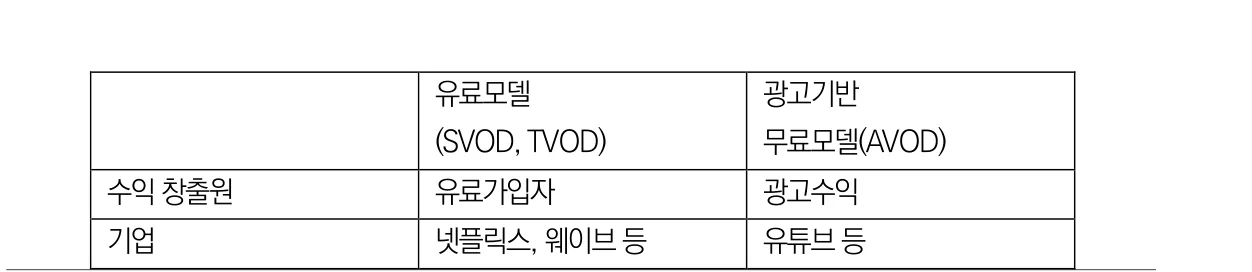 유료모델
(SVOD, TVOD)
광고기반
무료모델(AVOD)
수익 창출원
유료가입자
광고수익
기업
넷플릭스, 웨이브 등
유튜브 등